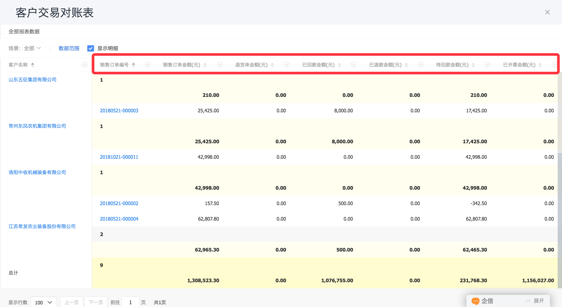 客户交易对账表
全部报表数据
场景: 全部 数据范围 显示明细
客户名称 销售订单编号 销售订单金额(元) 退货单金额(元) 已回款金额(元) 已退款金额(元) 待回款金额(元) 已开票金额(元)
山东五征集团有限公司 1
210.00 0.00 0.00 0.00 210.00 0.00
20180521-000003 25,425.00 0.00 8,000.00 0.00 17,425.00 0.00
常州东风农机集团有限公司 1
25,425.00 0.00 8,000.00 0.00 17,425.00 0.00
20181021-000011 42,998.00 0.00 0.00 0.00 42,998.00 0.00
洛阳中收机械装备有限公司 1
42,998.00 0.00 0.00 0.00 42,998.00 0.00
20180521-000002 157.50 0.00 500.00 0.00 -342.50 0.00
20180521-000004 62,807.80 0.00 0.00 0.00 62,807.80 0.00
江苏常发农业装备股份有限公司
2
62,965.30 0.00 500.00 0.00 62,465.30 0.00
总计 9
1,308,523.30 0.00 1,076,755.00 0.00 231,768.30 1,156,027.00
显示行数 100 上一页 下一页 前往 1 页 共1页
企信 展开